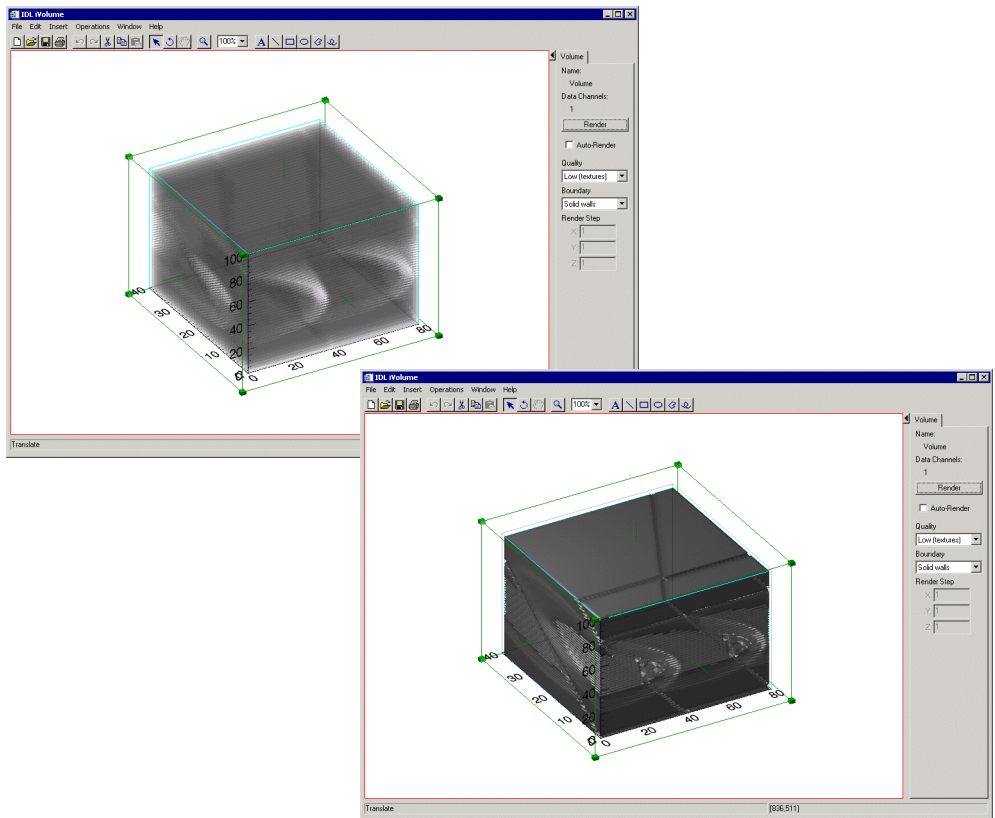 IDL iVolume
File Edit Insert Operations Window Help
100%
A
Volume
Name:
Volume
Data Channels:
1
Render
Auto-Render
Quality
Low (textures)
Boundary
Solid walls
Render Step
X: 1
Y: 1
Z: 1
100
80
60
40
20
0
40
30
20
10
0
0
20
40
60
80
Translate
IDL iVolume
File Edit Insert Operations Window Help
100%
A
Volume
Name:
Volume
Data Channels:
1
Render
Auto-Render
Quality
Low (textures)
Boundary
Solid walls
Render Step
X: 1
Y: 1
Z: 1
100
80
60
40
20
0
40
30
20
10
0
0
20
40
60
80
Translate
[836,511]